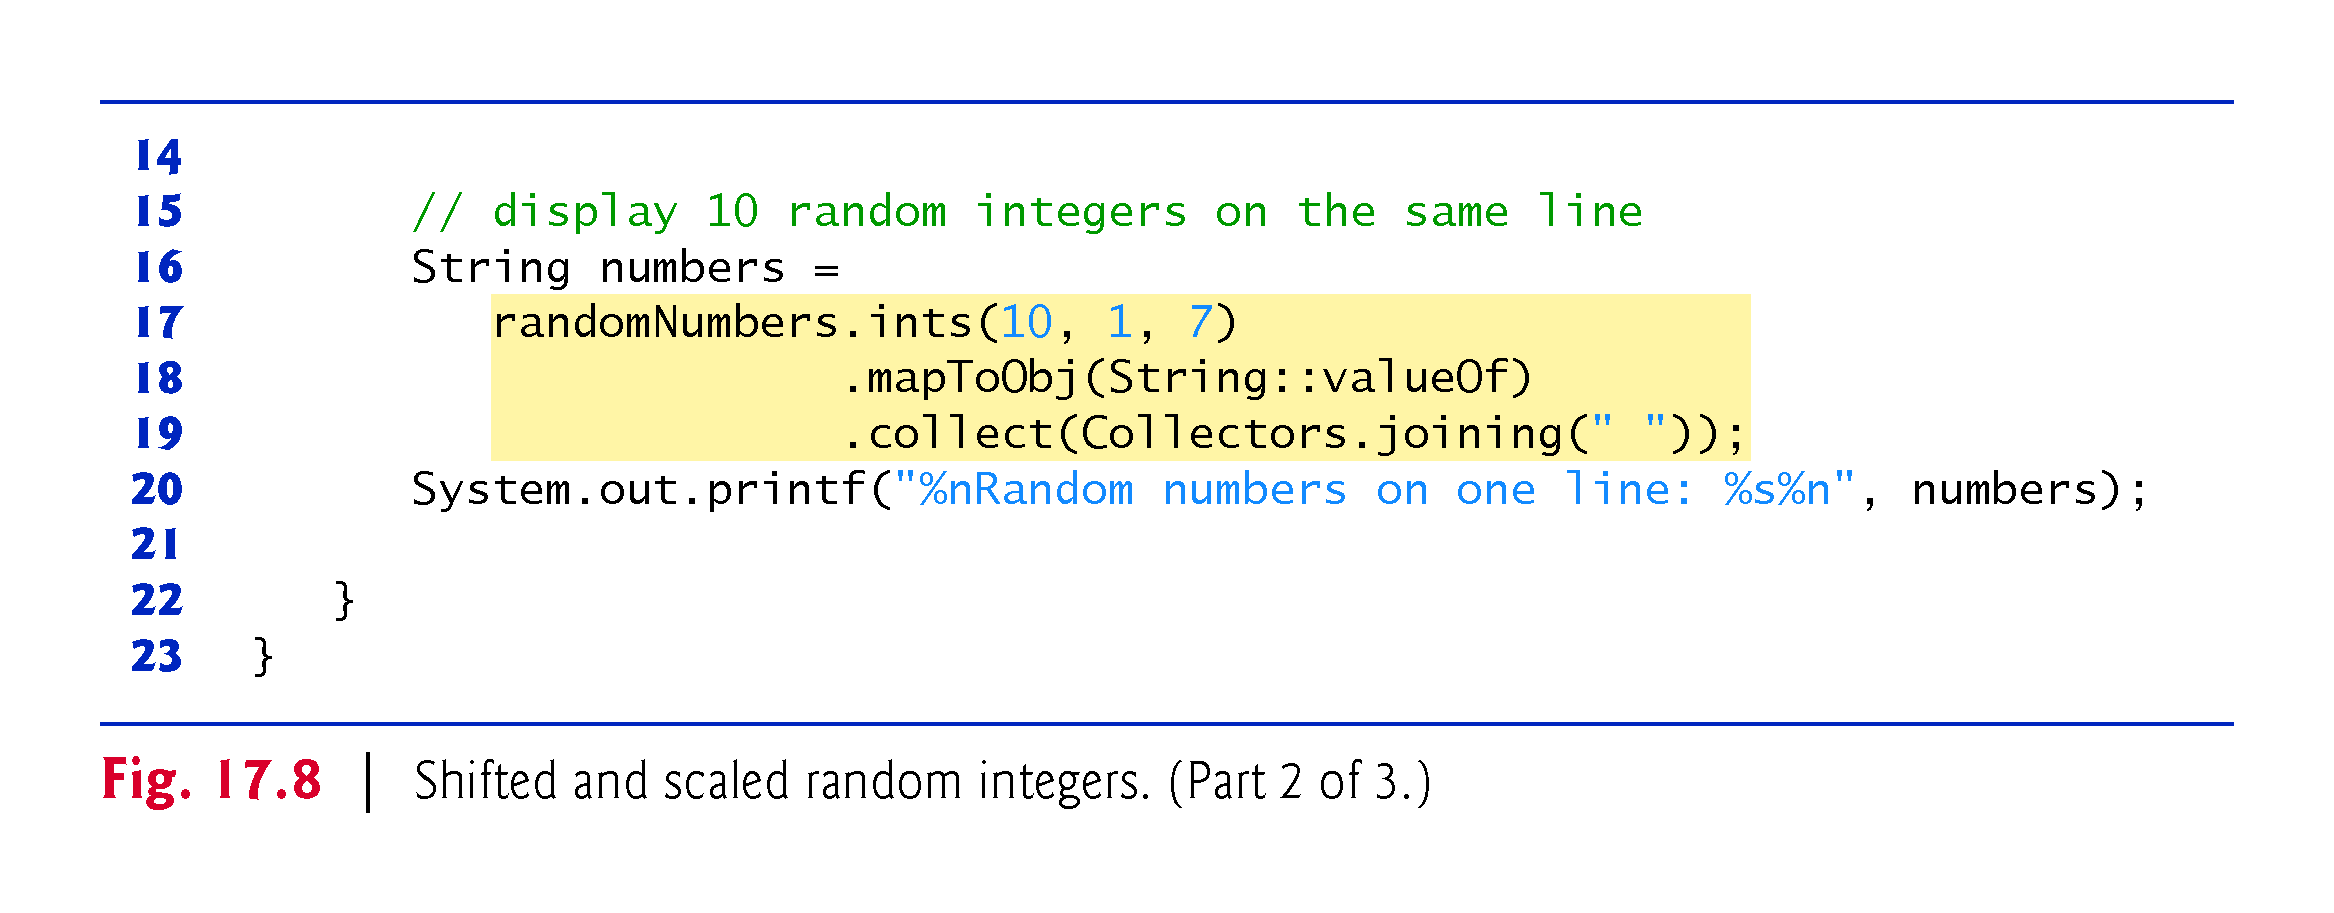 14
15 // display 10 random integers on the same line
16 String numbers =
17 randomNumbers.ints(10, 1, 7)
18 .mapToObj(String::valueOf)
19 .collect(Collectors.joining(" "));
20 System.out.printf("%nRandom numbers on one line: %s%n", numbers);
21
22 }
23 }
Fig. 17.8 | Shifted and scaled random integers. (Part 2 of 3.)